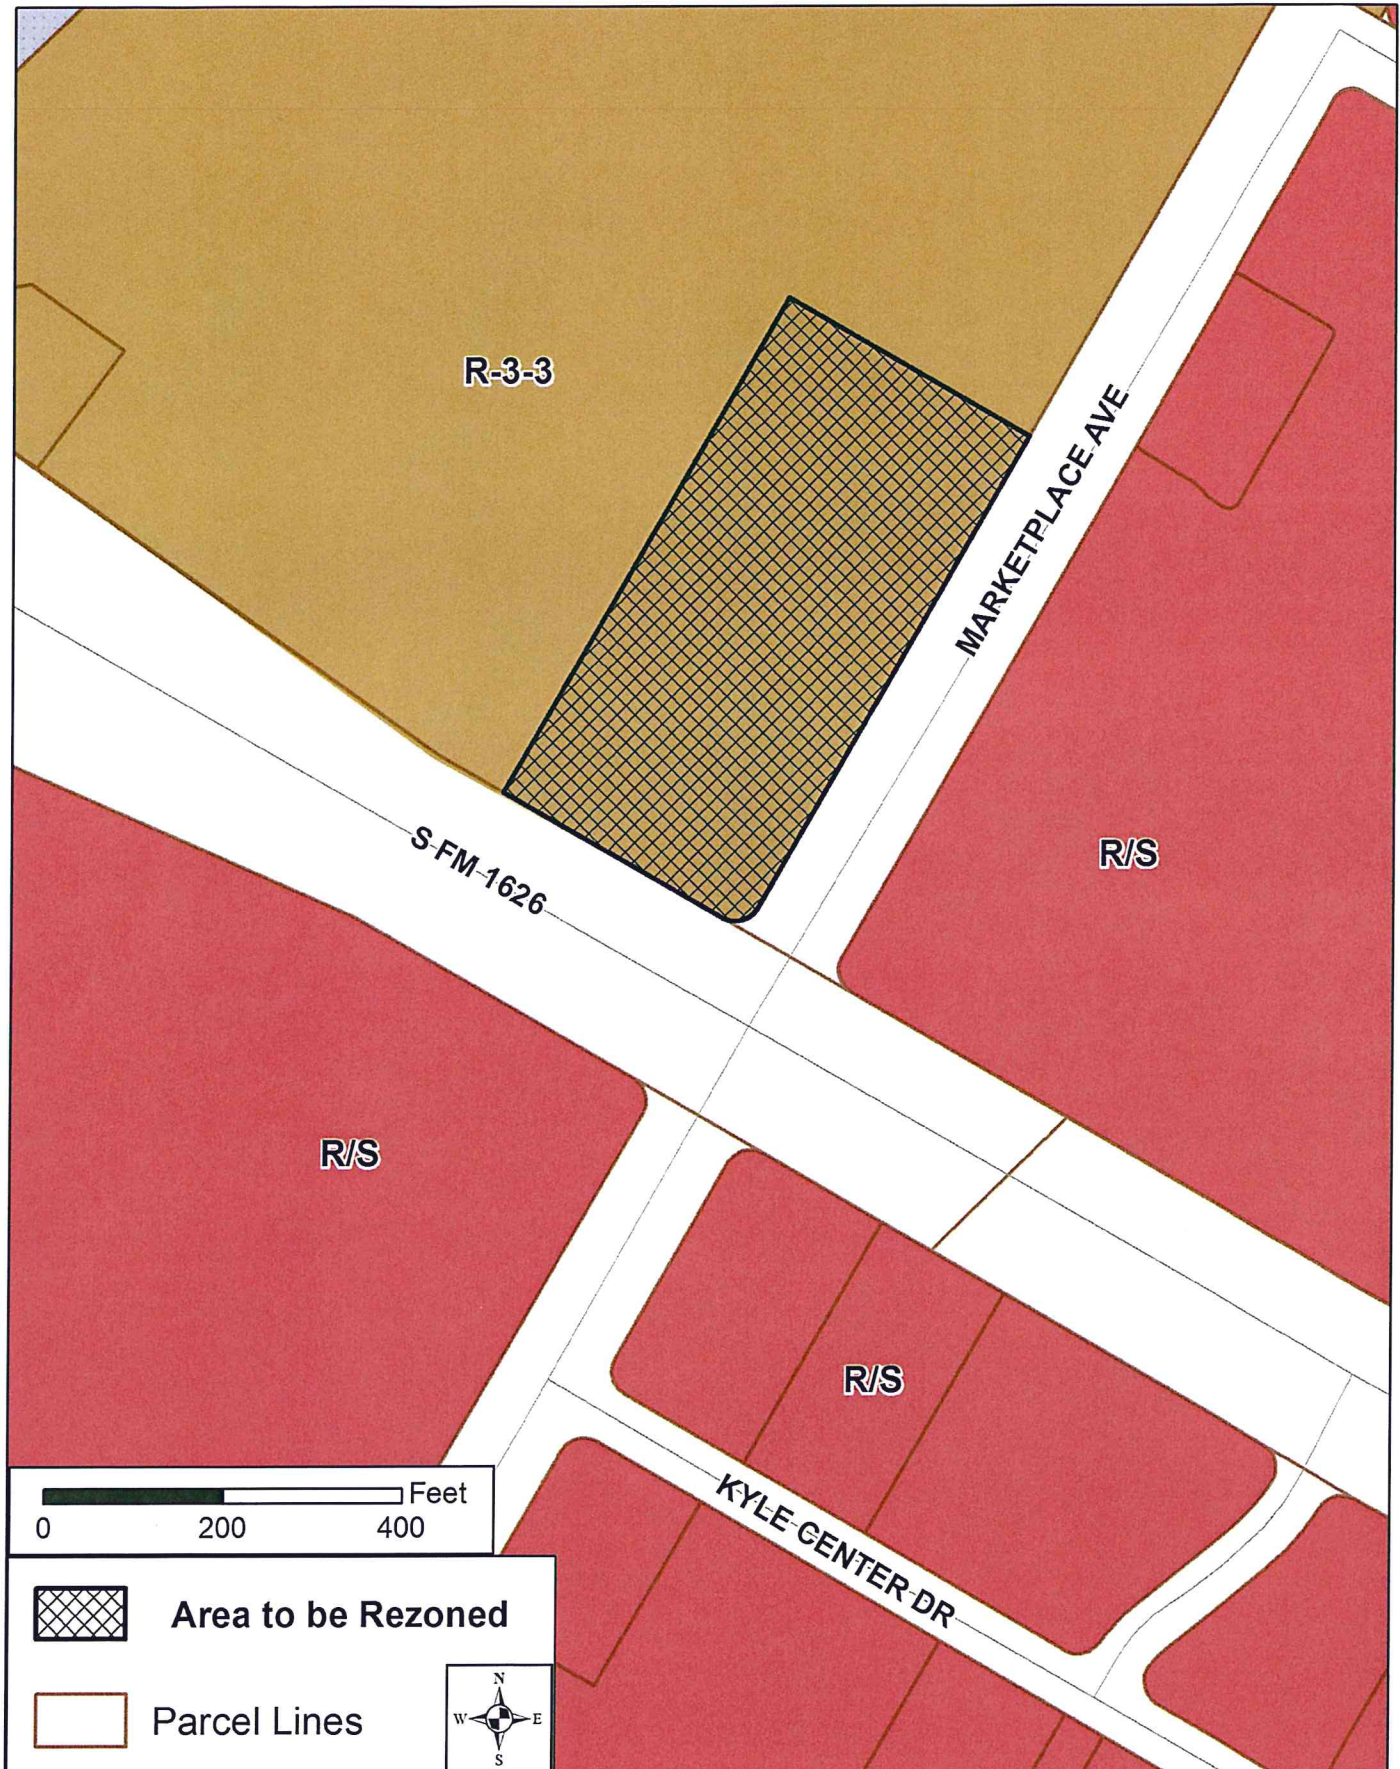 R-3-3
MARKETPLACE AVE
R/S
S FM 1626
R/S
R/S
KYLE CENTER DR
Feet
0 200 400
Area to be Rezoned
Parcel Lines
N
W E
S